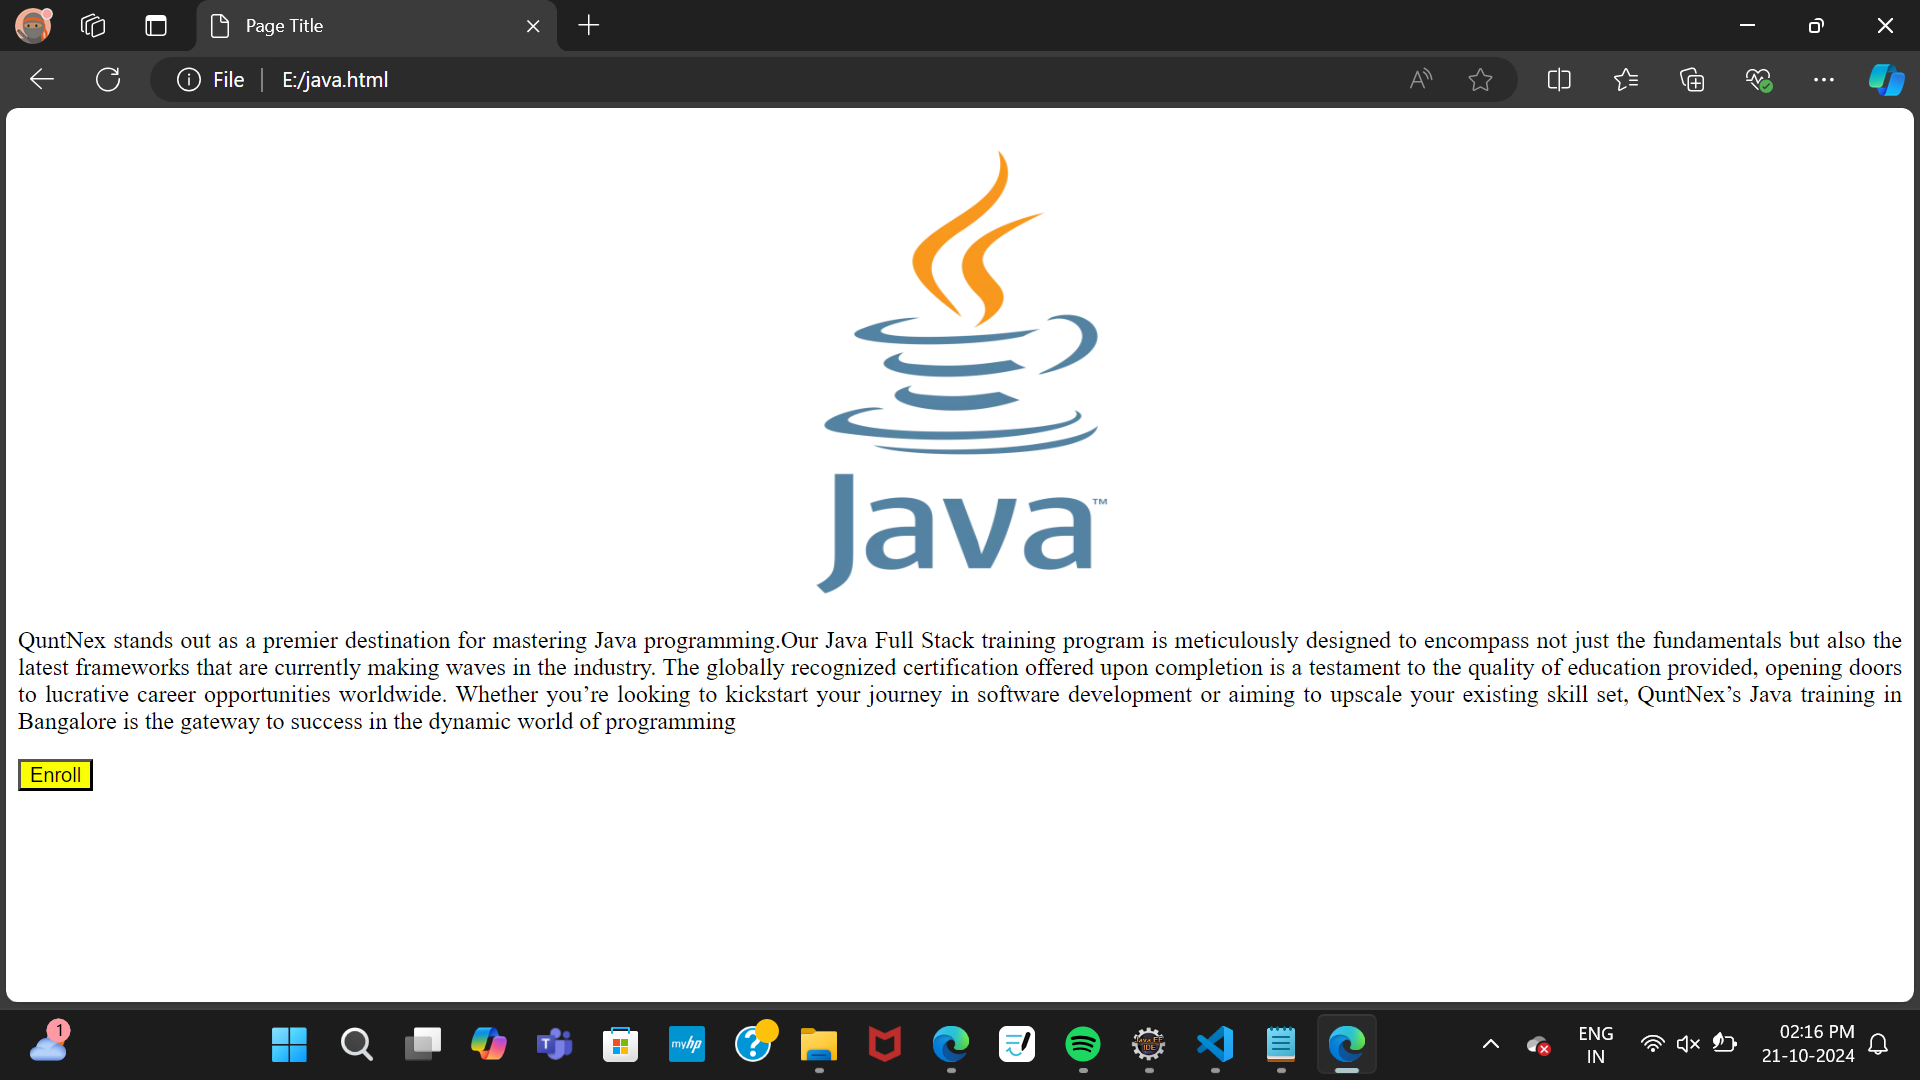 Page Title
File
E:/java.html
Java™
QuntNex stands out as a premier destination for mastering Java programming.Our Java Full Stack training program is meticulously designed to encompass not just the fundamentals but also the
latest frameworks that are currently making waves in the industry. The globally recognized certification offered upon completion is a testament to the quality of education provided, opening doors
to lucrative career opportunities worldwide. Whether you’re looking to kickstart your journey in software development or aiming to upscale your existing skill set, QuntNex’s Java training in
Bangalore is the gateway to success in the dynamic world of programming
Enroll
1
myhp
Java EE
IDE
ENG
IN
02:16 PM
21-10-2024